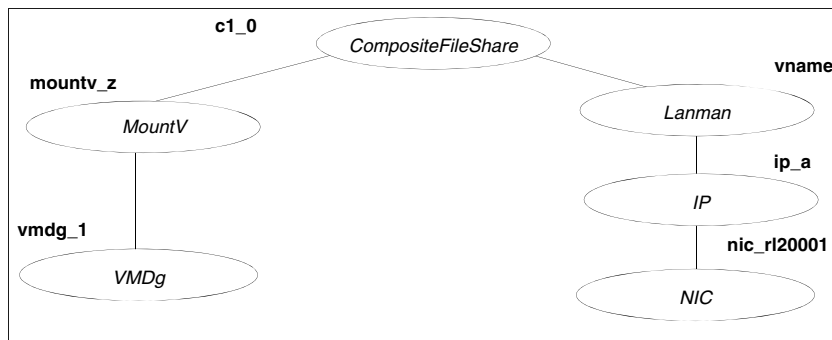 c1_0
CompositeFileShare
mountv_z
vname
MountV
Lanman
ip_a
IP
vmdg_1
nic_rl20001
VMDg
NIC